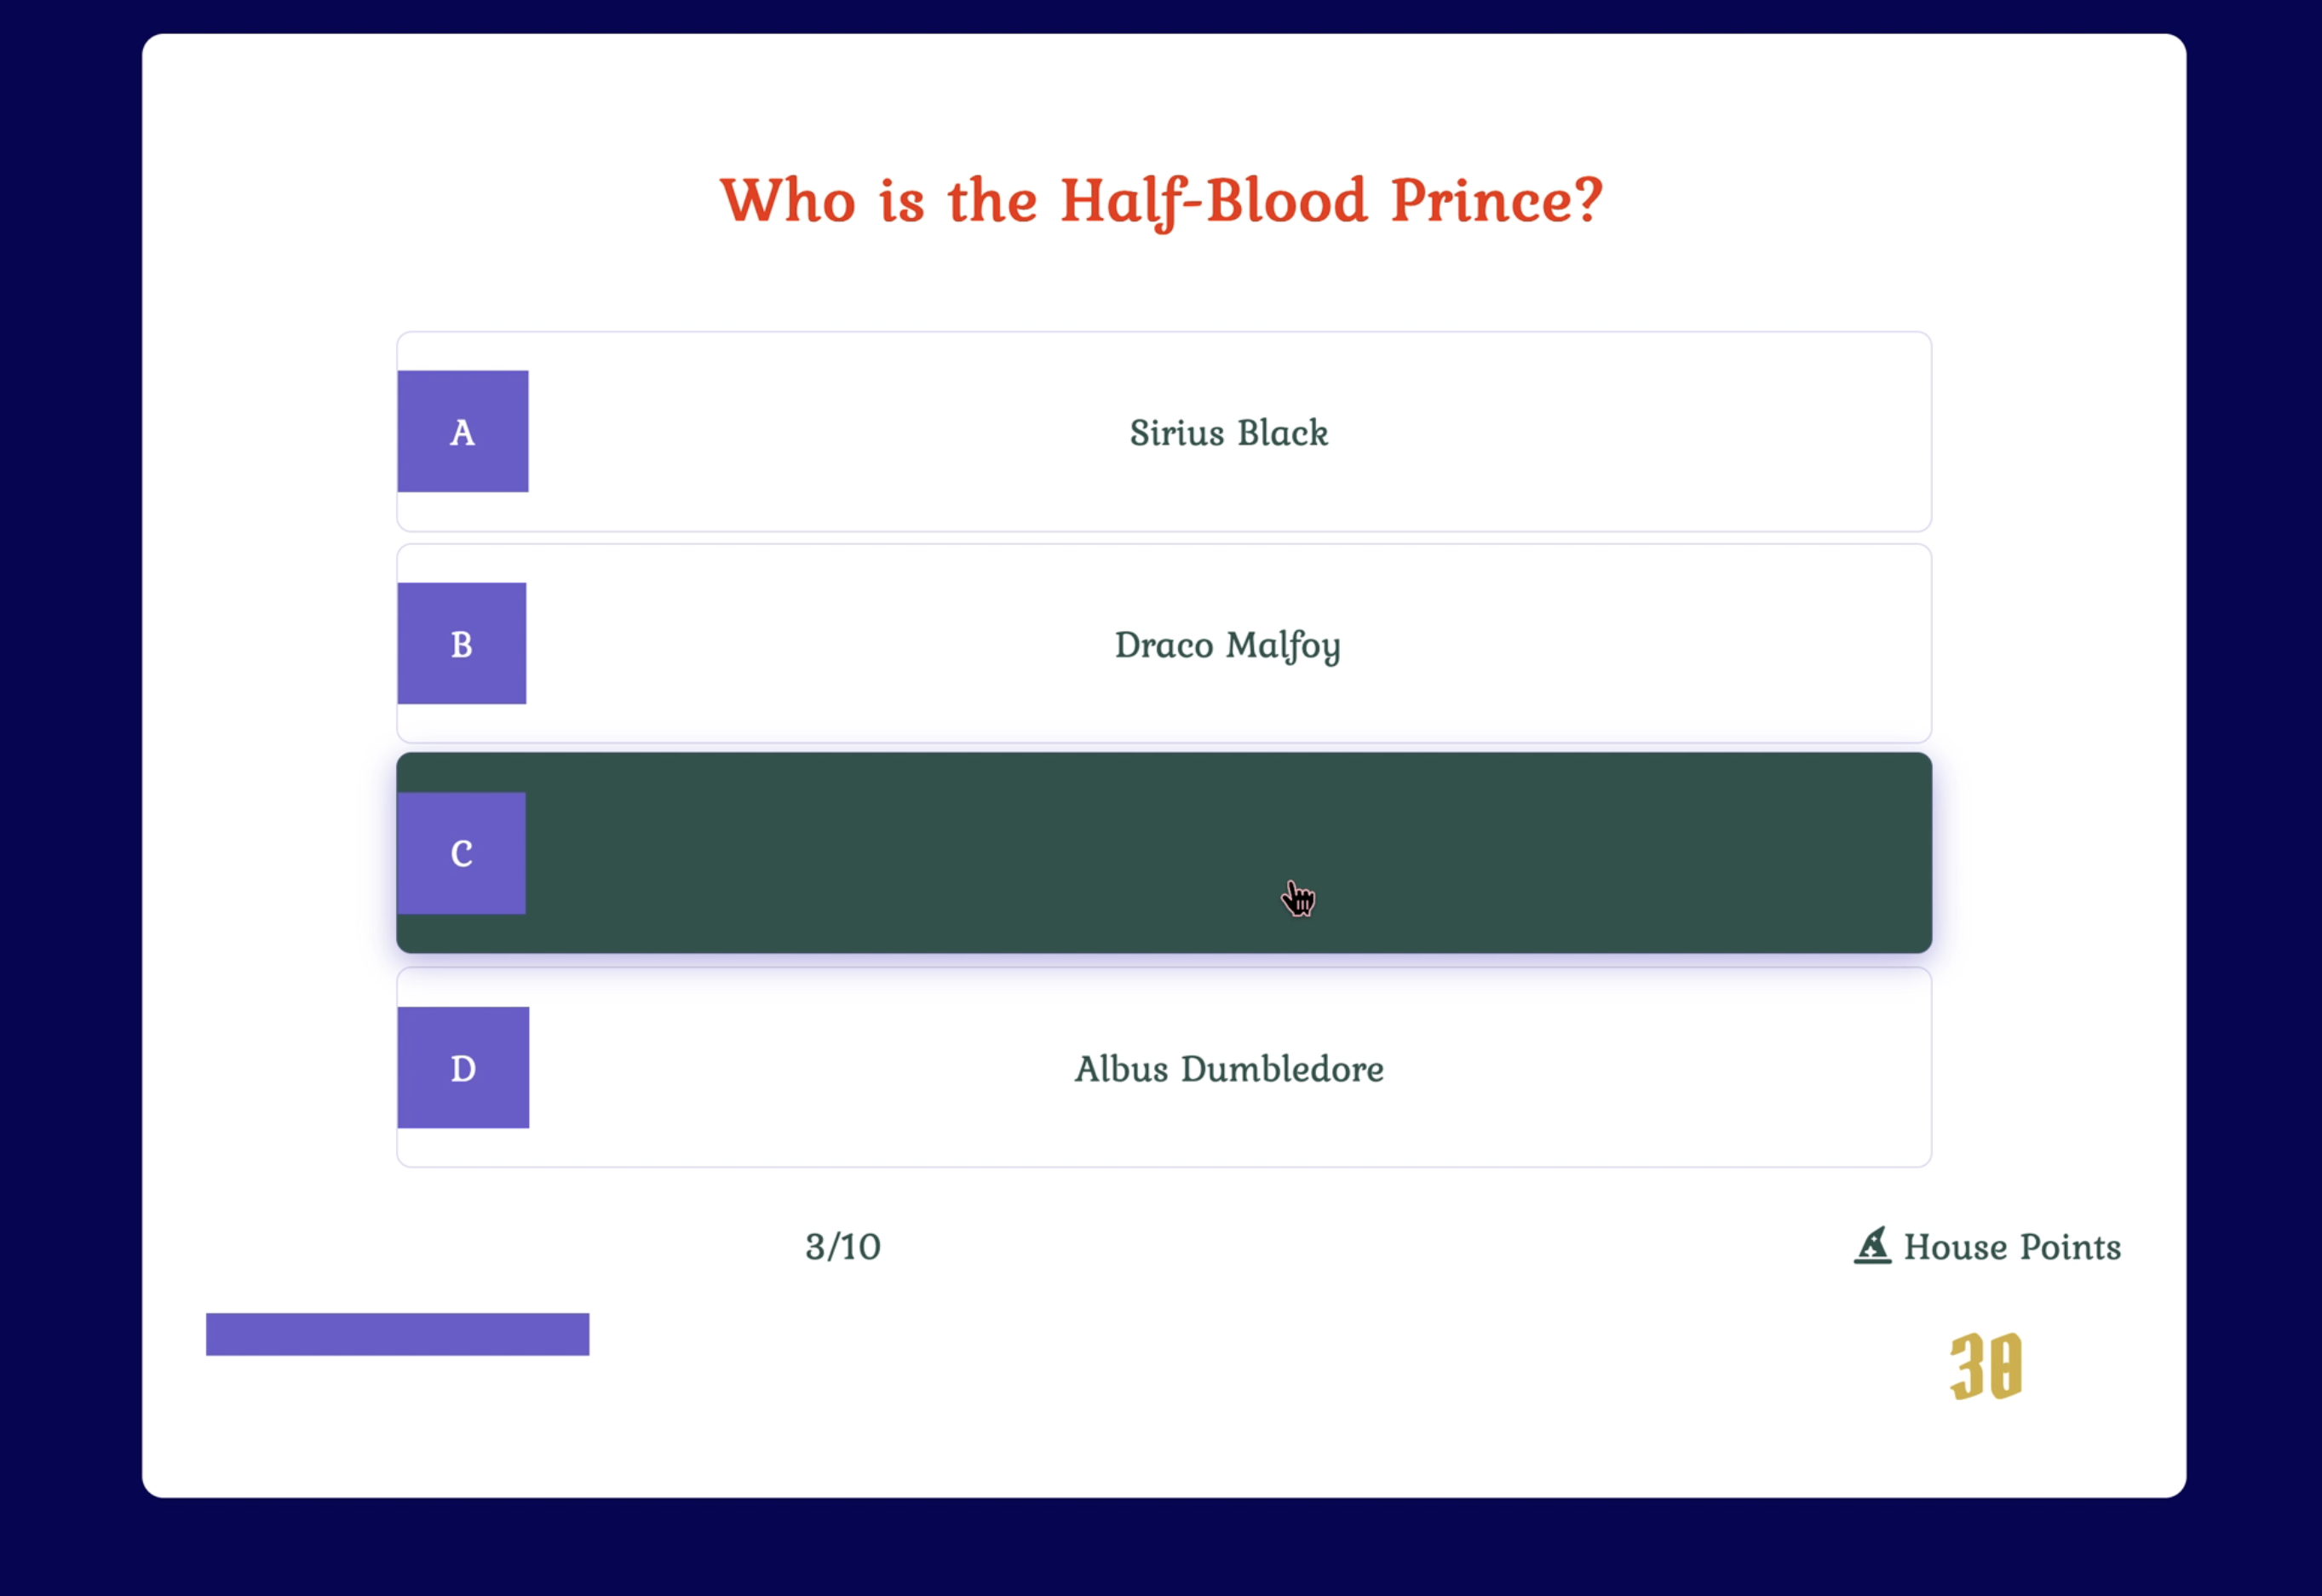 Who is the Half-Blood Prince?
A
Sirius Black
B
Draco Malfoy
C
D
Albus Dumbledore
3/10
House Points
30